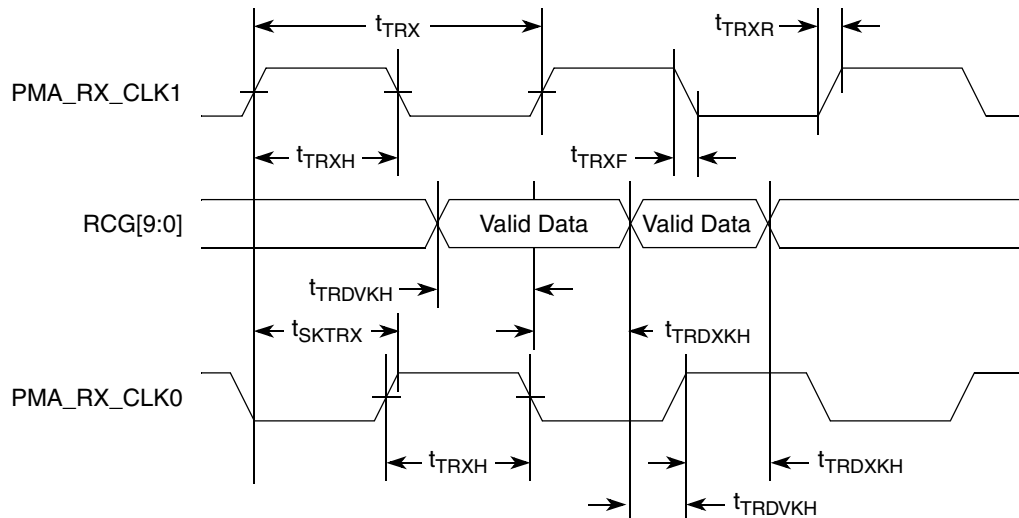 tTRX
tTRXR
PMA_RX_CLK1
tTRXH
tTRXF
RCG[9:0]
Valid Data
Valid Data
tTRDVKH
tSKTRX
tTRDXKH
PMA_RX_CLK0
tTRXH
tTRDXKH
tTRDVKH